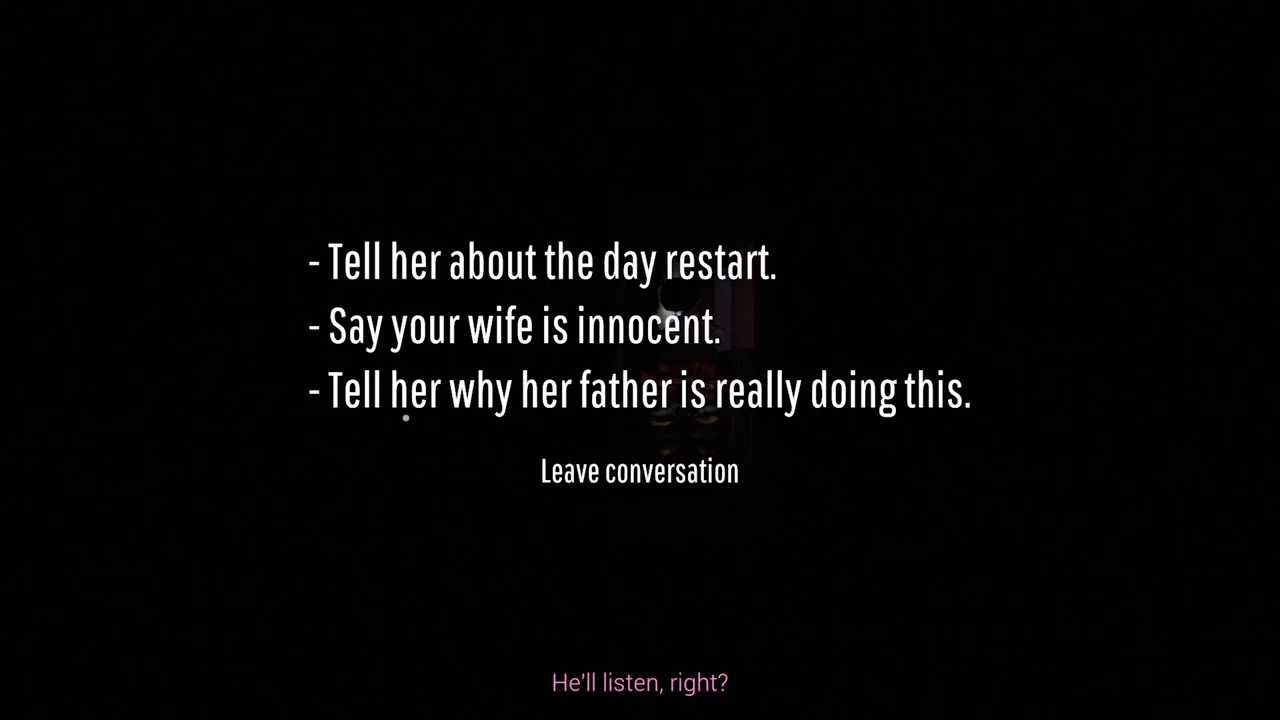 - Tell her about the day restart.
- Say your wife is innocent.
- Tell her why her father is really doing this.
Leave conversation
He'll listen, right?